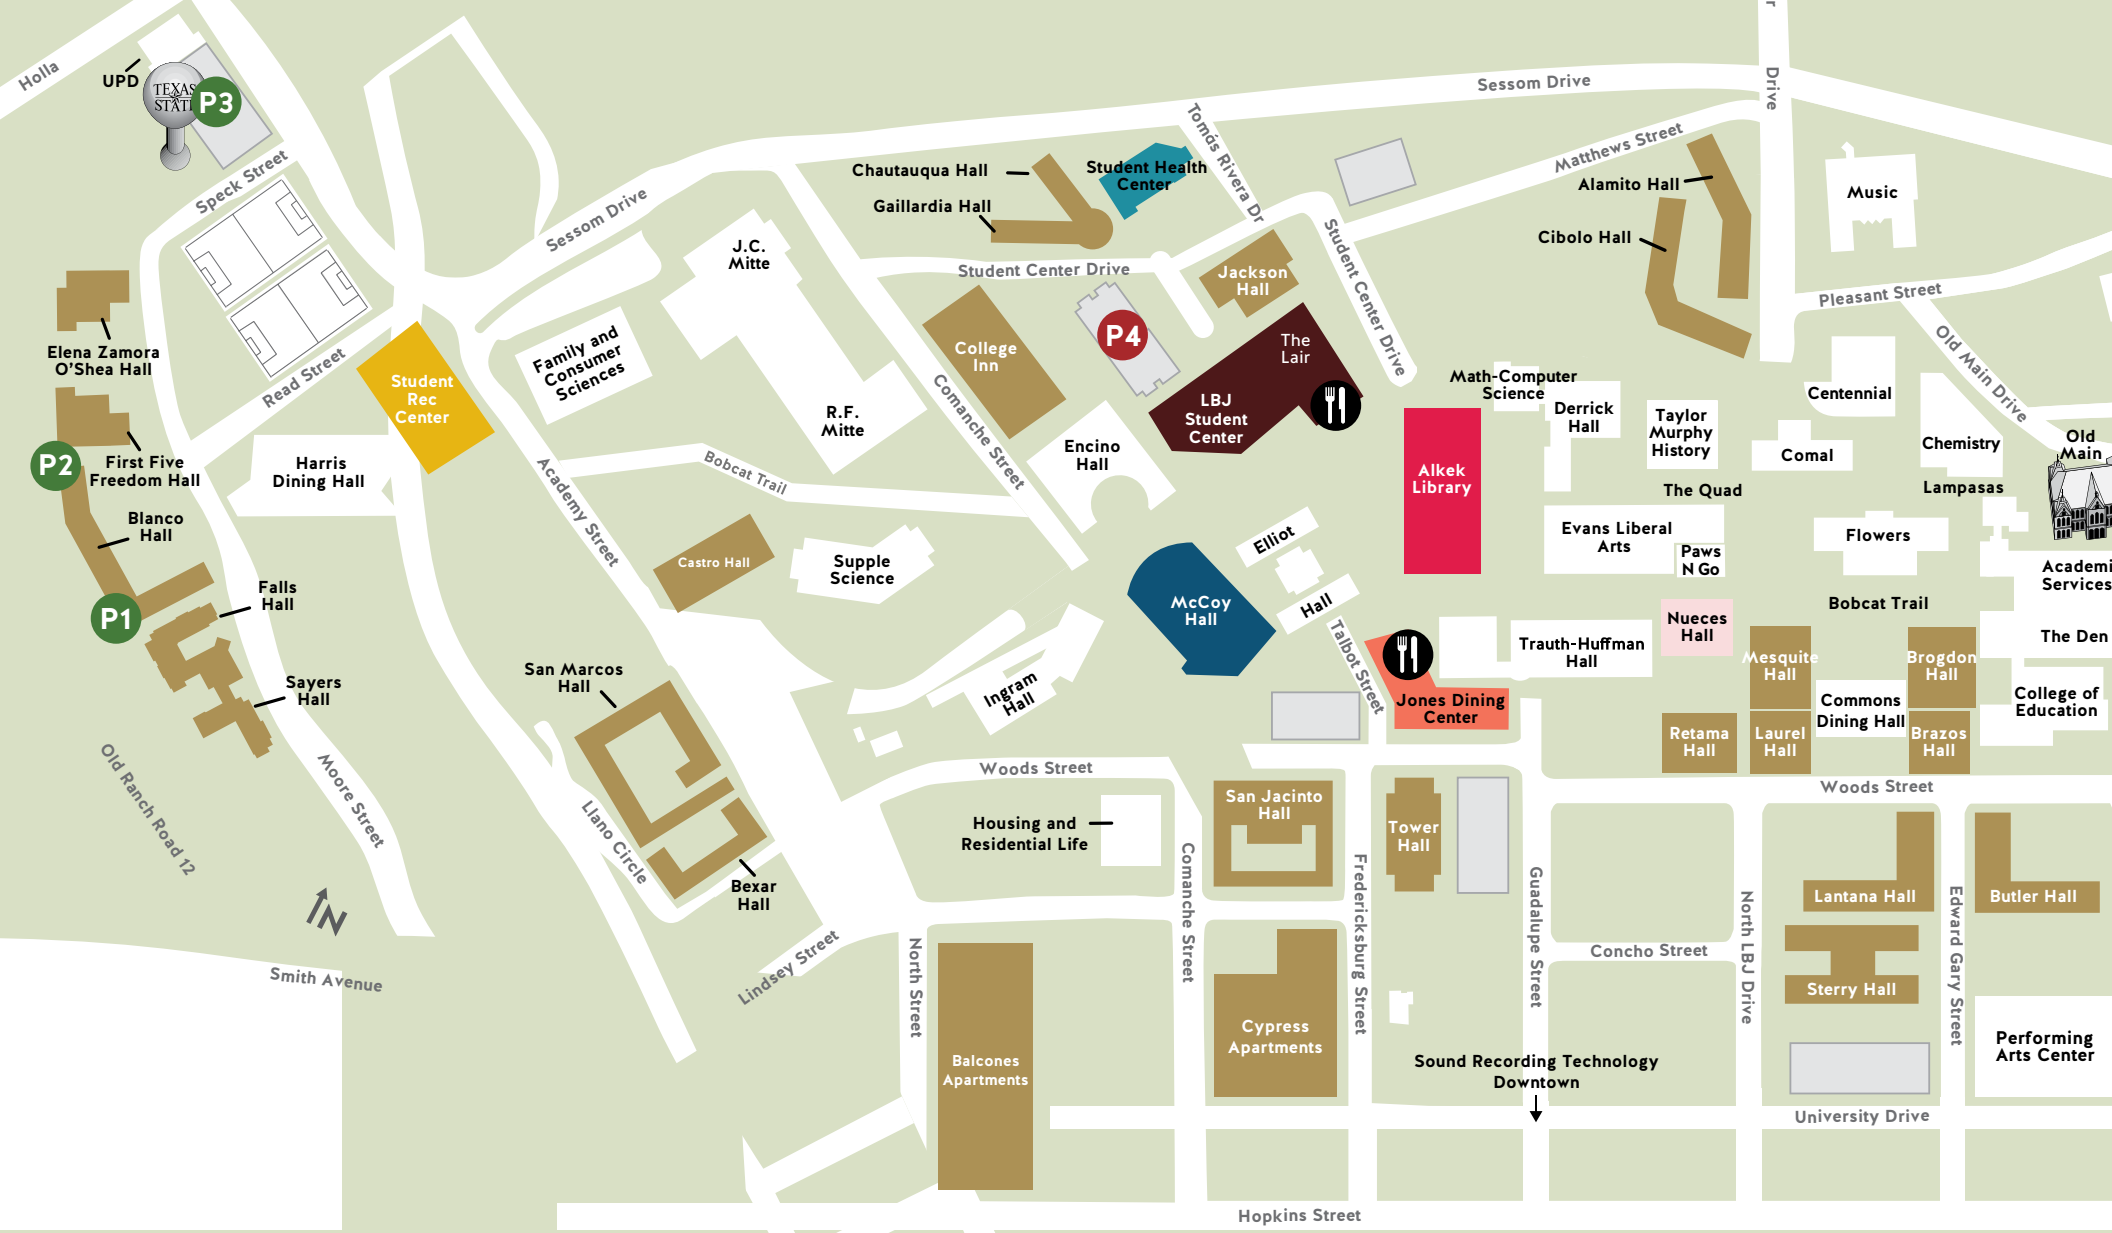 Holla
UPD
TEXAS
STATE
P3
Speck Street
Elena Zamora
O'Shea Hall
Read Street
Student
Rec
Center
P2
First Five
Freedom Hall
Harris
Dining Hall
Blanco
Hall
P1
Falls
Hall
Sayers
Hall
Old Ranch Road 12
Moore Street
N
Smith Avenue
Sessom Drive
J.C.
Mitte
Family and
Consumer
Sciences
R.F.
Mitte
Bobcat Trail
Academy Street
Castro Hall
Supple
Science
San Marcos
Hall
Llano Circle
Bexar
Hall
Lindsey Street
Ingram
Hall
Chautauqua Hall
Gaillardia Hall
Student Health
Center
Tomás Rivera Dr
Student Center Drive
College
Inn
P4
Comanche Street
Encino
Hall
Jackson
Hall
The
Lair
LBJ
Student
Center
Student Center Drive
Sessom Drive
Matthews Street
Alamito Hall
Cibolo Hall
r
Drive
Music
Pleasant Street
Old Main Drive
Math-Computer
Science
Derrick
Hall
Taylor
Murphy
History
Centennial
Comal
Chemistry
Old
Main
Alkek
Library
The Quad
Lampasas
Evans Liberal
Arts
Paws
N Go
Flowers
Academi
Services
Elliot
Hall
McCoy
Hall
Talbot Street
Jones Dining
Center
Trauth-Huffman
Hall
Nueces
Hall
Bobcat Trail
The Den
Mesquite
Hall
Brogdon
Hall
Commons
Dining Hall
College of
Education
Retama
Hall
Laurel
Hall
Brazos
Hall
Woods Street
Woods Street
Housing and
Residential Life
San Jacinto
Hall
Tower
Hall
Comanche Street
Fredericksburg Street
Guadalupe Street
North LBJ Drive
Edward Gary Street
Lantana Hall
Butler Hall
Concho Street
Sterry Hall
North Street
Balcones
Apartments
Cypress
Apartments
Performing
Arts Center
Sound Recording Technology
Downtown
University Drive
Hopkins Street